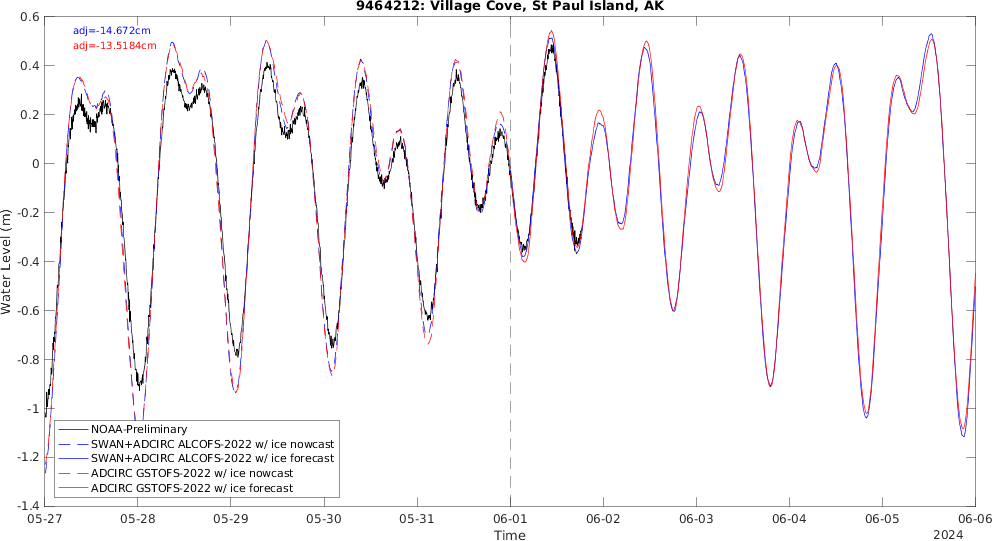 9464212: Village Cove, St Paul Island, AK
adj=-14.672cm
adj=-13.5184cm
0.6
0.4
0.2
0
-0.2
-0.4
-0.6
-0.8
-1
-1.2
-1.4
Water Level (m)
NOAA-Preliminary
SWAN+ADCIRC ALCOFS-2022 w/ ice nowcast
SWAN+ADCIRC ALCOFS-2022 w/ ice forecast
ADCIRC GSTOFS-2022 w/ ice nowcast
ADCIRC GSTOFS-2022 w/ ice forecast
05-27 05-28 05-29 05-30 05-31 06-01 06-02 06-03 06-04 06-05 06-06
Time
2024